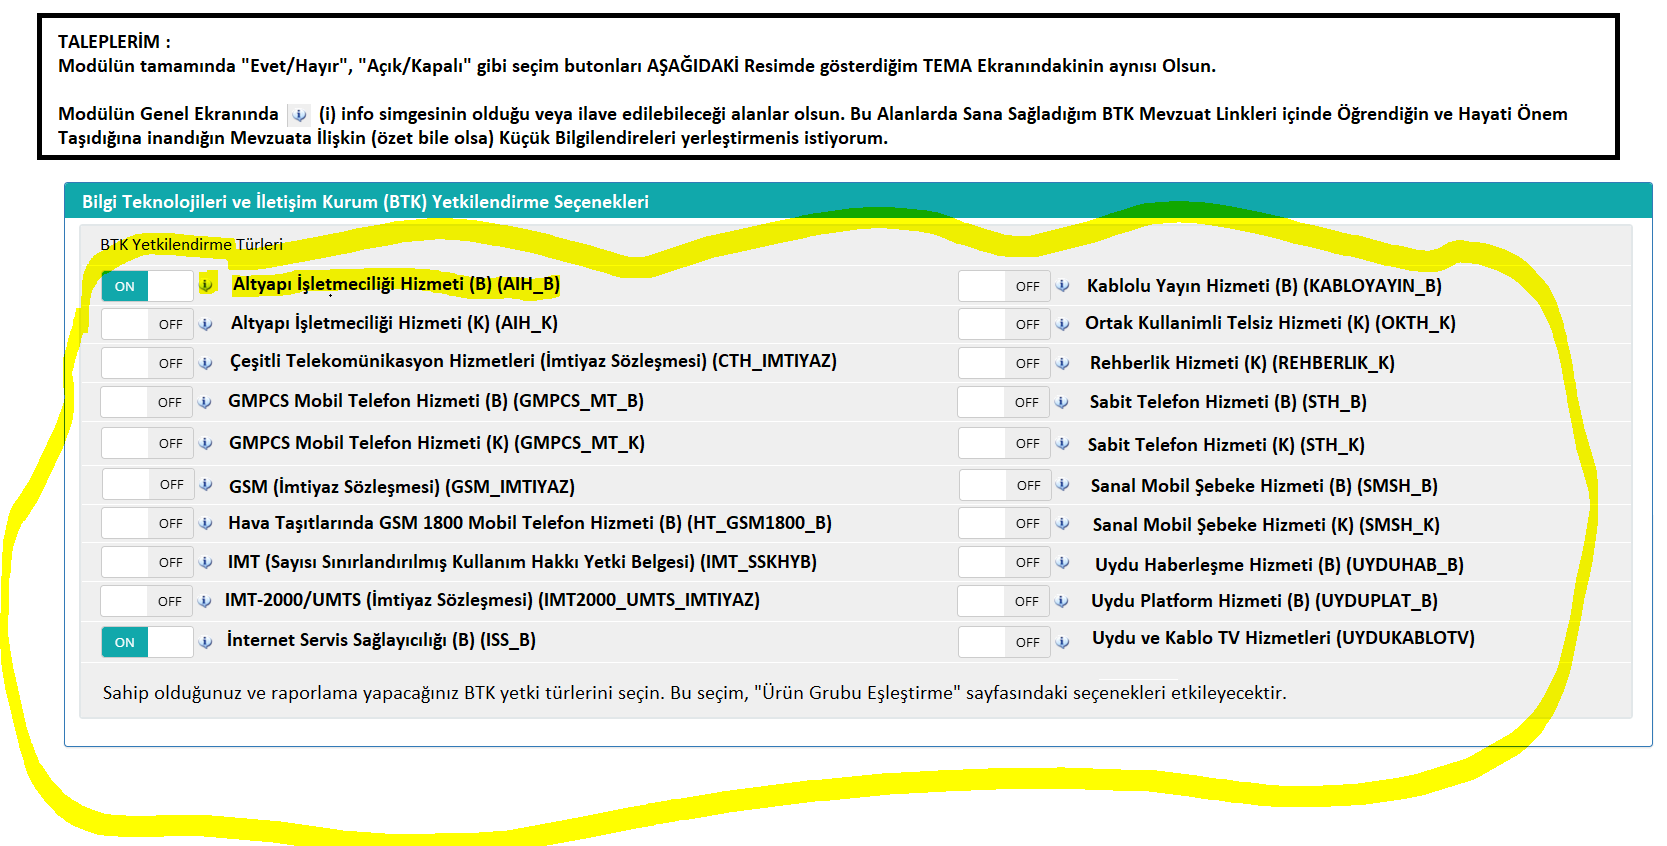 TALEPLERİM :
Modülün tamamında "Evet/Hayır", "Açık/Kapalı" gibi seçim butonları AŞAĞIDAKİ Resimde gösterdiğim TEMA Ekranındakinin aynısı Olsun.
Modülün Genel Ekranında i (i) info simgesinin olduğu veya ilave edilebileceği alanlar olsun. Bu Alanlarda Sana Sağladığım BTK Mevzuat Linkleri içinde Öğrendiğin ve Hayati Önem
Taşıdığına inandığın Mevzuata İlişkin (özet bile olsa) Küçük Bilgilendireleri yerleştirmenis istiyorum.
Bilgi Teknolojileri ve İletişim Kurum (BTK) Yetkilendirme Seçenekleri
BTK Yetkilendirme Türleri
ON i Altyapı İşletmeciliği Hizmeti (B) (AIH_B)
OFF i Altyapı İşletmeciliği Hizmeti (K) (AIH_K)
OFF i Çeşitli Telekomünikasyon Hizmetleri (İmtiyaz Sözleşmesi) (CTH_IMTIYAZ)
OFF i GMPCS Mobil Telefon Hizmeti (B) (GMPCS_MT_B)
OFF i GMPCS Mobil Telefon Hizmeti (K) (GMPCS_MT_K)
OFF i GSM (İmtiyaz Sözleşmesi) (GSM_IMTIYAZ)
OFF i Hava Taşıtlarında GSM 1800 Mobil Telefon Hizmeti (B) (HT_GSM1800_B)
OFF i IMT (Sayısı Sınırlandırılmış Kullanım Hakkı Yetki Belgesi) (IMT_SSKHYB)
OFF i IMT-2000/UMTS (İmtiyaz Sözleşmesi) (IMT2000_UMTS_IMTIYAZ)
ON i İnternet Servis Sağlayıcılığı (B) (ISS_B)
OFF i Kablolu Yayın Hizmeti (B) (KABLOYAYIN_B)
OFF i Ortak Kullanimli Telsiz Hizmeti (K) (OKTH_K)
OFF i Rehberlik Hizmeti (K) (REHBERLIK_K)
OFF i Sabit Telefon Hizmeti (B) (STH_B)
OFF i Sabit Telefon Hizmeti (K) (STH_K)
OFF i Sanal Mobil Şebeke Hizmeti (B) (SMSH_B)
OFF i Sanal Mobil Şebeke Hizmeti (K) (SMSH_K)
OFF i Uydu Haberleşme Hizmeti (B) (UYDUHAB_B)
OFF i Uydu Platform Hizmeti (B) (UYDUPLAT_B)
OFF i Uydu ve Kablo TV Hizmetleri (UYDUKABLOTV)
Sahip olduğunuz ve raporlama yapacağınız BTK yetki türlerini seçin. Bu seçim, "Ürün Grubu Eşleştirme" sayfasındaki seçenekleri etkileyecektir.